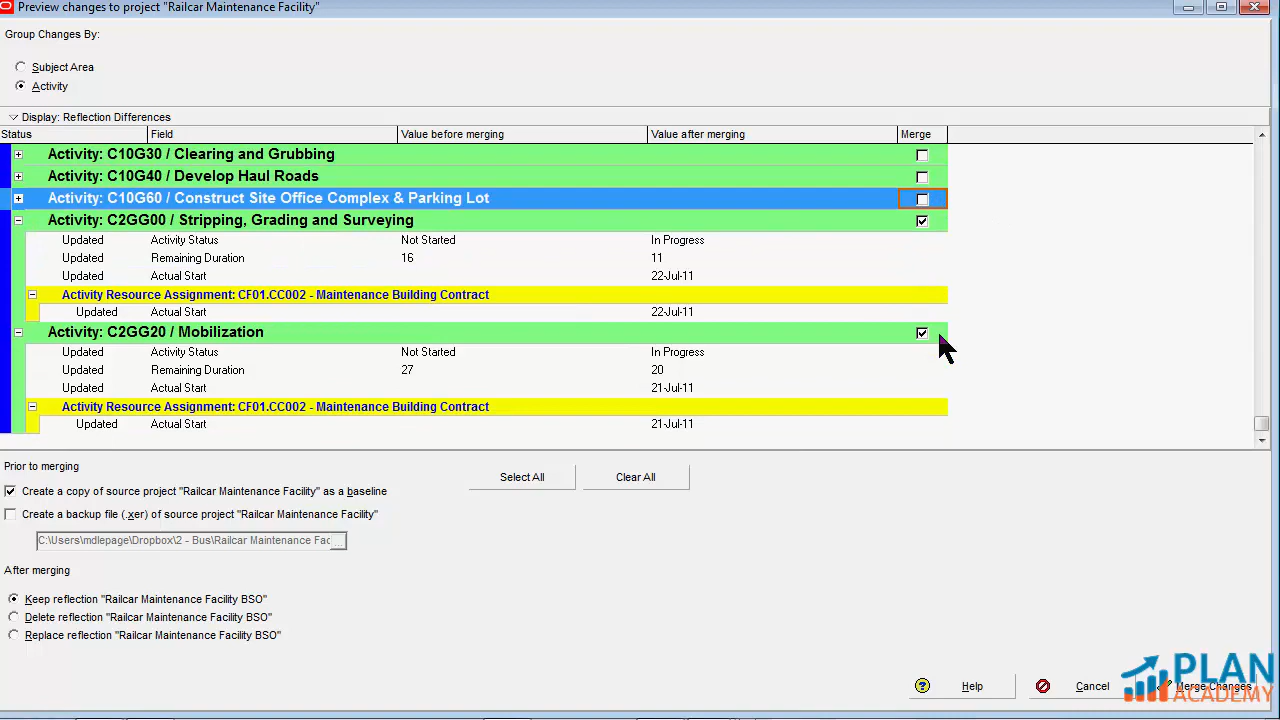 Preview changes to project "Railcar Maintenance Facility"
Group Changes By:
Subject Area
Activity
Display: Reflection Differences
Status Field Value before merging Value after merging Merge
Activity: C10G30 / Clearing and Grubbing
Activity: C10G40 / Develop Haul Roads
Activity: C10G60 / Construct Site Office Complex & Parking Lot
Activity: C2GG00 / Stripping, Grading and Surveying
Updated Activity Status Not Started In Progress
Updated Remaining Duration 16 11
Updated Actual Start 22-Jul-11
Activity Resource Assignment: CF01.CC002 - Maintenance Building Contract
Updated Actual Start 22-Jul-11
Activity: C2GG20 / Mobilization
Updated Activity Status Not Started In Progress
Updated Remaining Duration 27 20
Updated Actual Start 21-Jul-11
Activity Resource Assignment: CF01.CC002 - Maintenance Building Contract
Updated Actual Start 21-Jul-11
Prior to merging
Select All Clear All
Create a copy of source project "Railcar Maintenance Facility" as a baseline
Create a backup file (.xer) of source project "Railcar Maintenance Facility"
C:\Users\mdlepage\Dropbox\2 - Bus\Railcar Maintenance Fac ...
After merging
Keep reflection "Railcar Maintenance Facility BSO"
Delete reflection "Railcar Maintenance Facility BSO"
Replace reflection "Railcar Maintenance Facility BSO"
Help Cancel Merge Changes
PLAN
ACADEMY